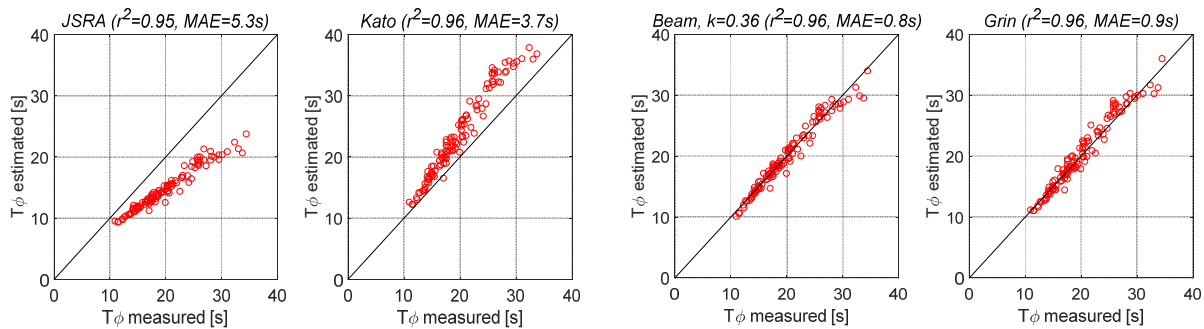 JSRA (r²=0.95, MAE=5.3s)
40
30
20
10
0
Tϕ estimated [s]
0 10 20 30 40
Tϕ measured [s]
Kato (r²=0.96, MAE=3.7s)
40
30
20
10
0
Tϕ estimated [s]
0 10 20 30 40
Tϕ measured [s]
Beam, k=0.36 (r²=0.96, MAE=0.8s)
40
30
20
10
0
Tϕ estimated [s]
0 10 20 30 40
Tϕ measured [s]
Grin (r²=0.96, MAE=0.9s)
40
30
20
10
0
Tϕ estimated [s]
0 10 20 30 40
Tϕ measured [s]